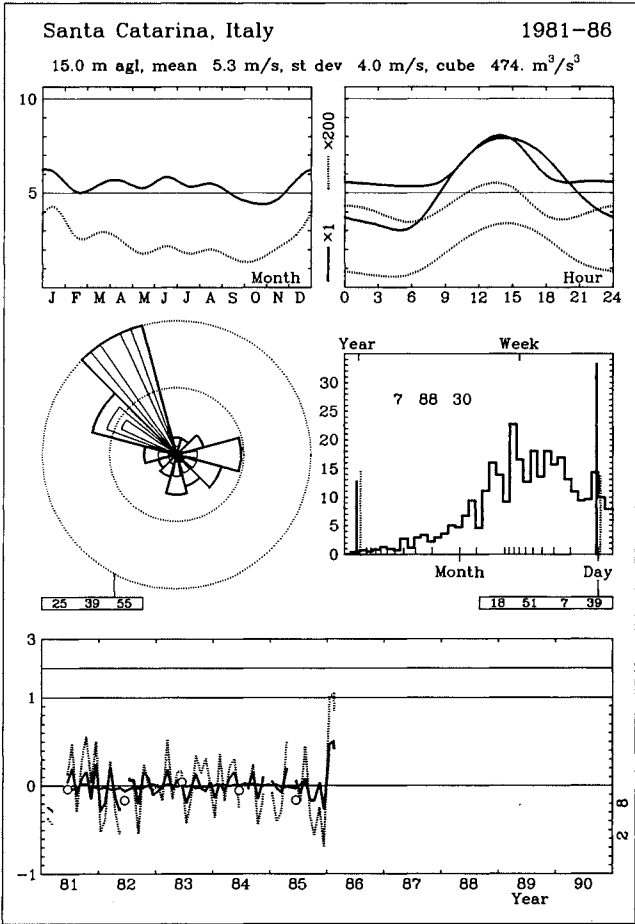 Santa Catarina, Italy 1981-86
15.0 m agl, mean 5.3 m/s, st dev 4.0 m/s, cube 474. m³/s³
10
5
J F M A M J J A S O N D
Month
×1 ×200
0 3 6 9 12 15 18 21 24
Hour
Year Week
35
30
25
20
15
10
5
0
7 88 30
Month Day
25 39 55
18 51 7 39
3
1
0
-1
81 82 83 84 85 86 87 88 89 90
Year
2 8